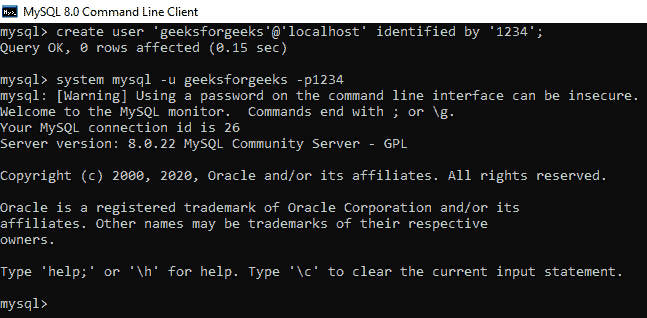 MySQL 8.0 Command Line Client
mysql> create user 'geeksforgeeks'@'localhost' identified by '1234';
Query OK, 0 rows affected (0.15 sec)
mysql> system mysql -u geeksforgeeks -p1234
mysql: [Warning] Using a password on the command line interface can be insecure.
Welcome to the MySQL monitor.  Commands end with ; or \g.
Your MySQL connection id is 26
Server version: 8.0.22 MySQL Community Server - GPL
Copyright (c) 2000, 2020, Oracle and/or its affiliates. All rights reserved.
Oracle is a registered trademark of Oracle Corporation and/or its
affiliates. Other names may be trademarks of their respective
owners.
Type 'help;' or '\h' for help. Type '\c' to clear the current input statement.
mysql>